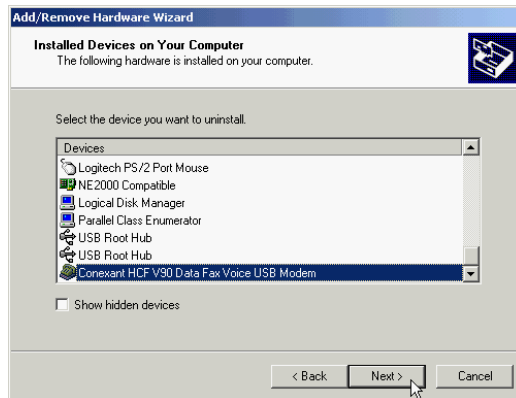 Add/Remove Hardware Wizard
Installed Devices on Your Computer
The following hardware is installed on your computer.
Select the device you want to uninstall.
Devices
Logitech PS/2 Port Mouse
NE2000 Compatible
Logical Disk Manager
Parallel Class Enumerator
USB Root Hub
USB Root Hub
Conexant HCF V90 Data Fax Voice USB Modem
Show hidden devices
< Back Next > Cancel